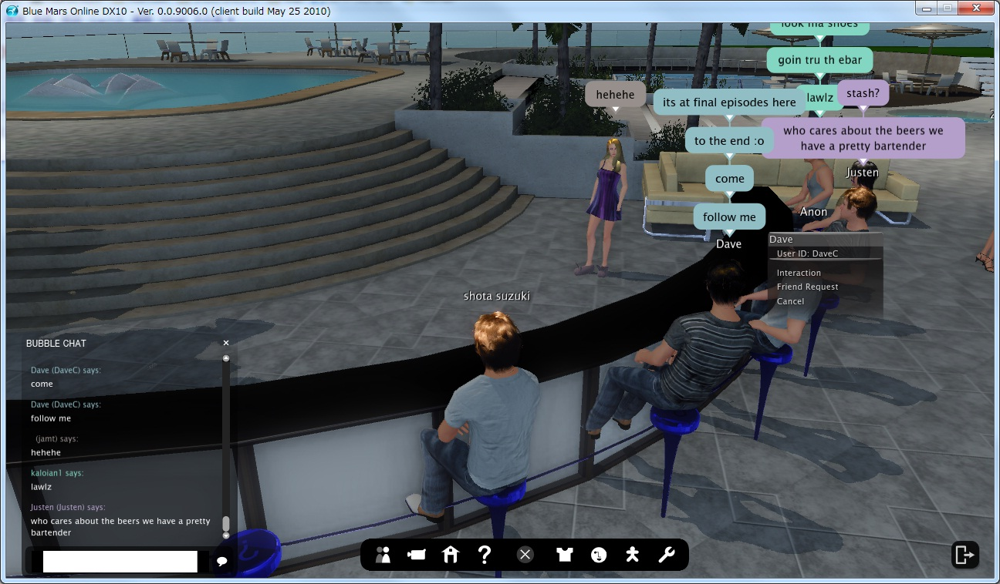 Blue Mars Online DX10 - Ver. 0.0.9006.0 (client build May 25 2010)
look ma shoes
goin tru th ebar
hehehe
its at final episodes here
lawlz
stash?
to the end :o
who cares about the beers we
have a pretty bartender
come
follow me
Justen
Anon
Dave
Dave
User ID: DaveC
Interaction
Friend Request
Cancel
shota suzuki
BUBBLE CHAT
Dave (DaveC) says:
come
Dave (DaveC) says:
follow me
(jamt) says:
hehehe
kaloian1 says:
lawlz
Justen (Justen) says:
who cares about the beers we have a pretty
bartender